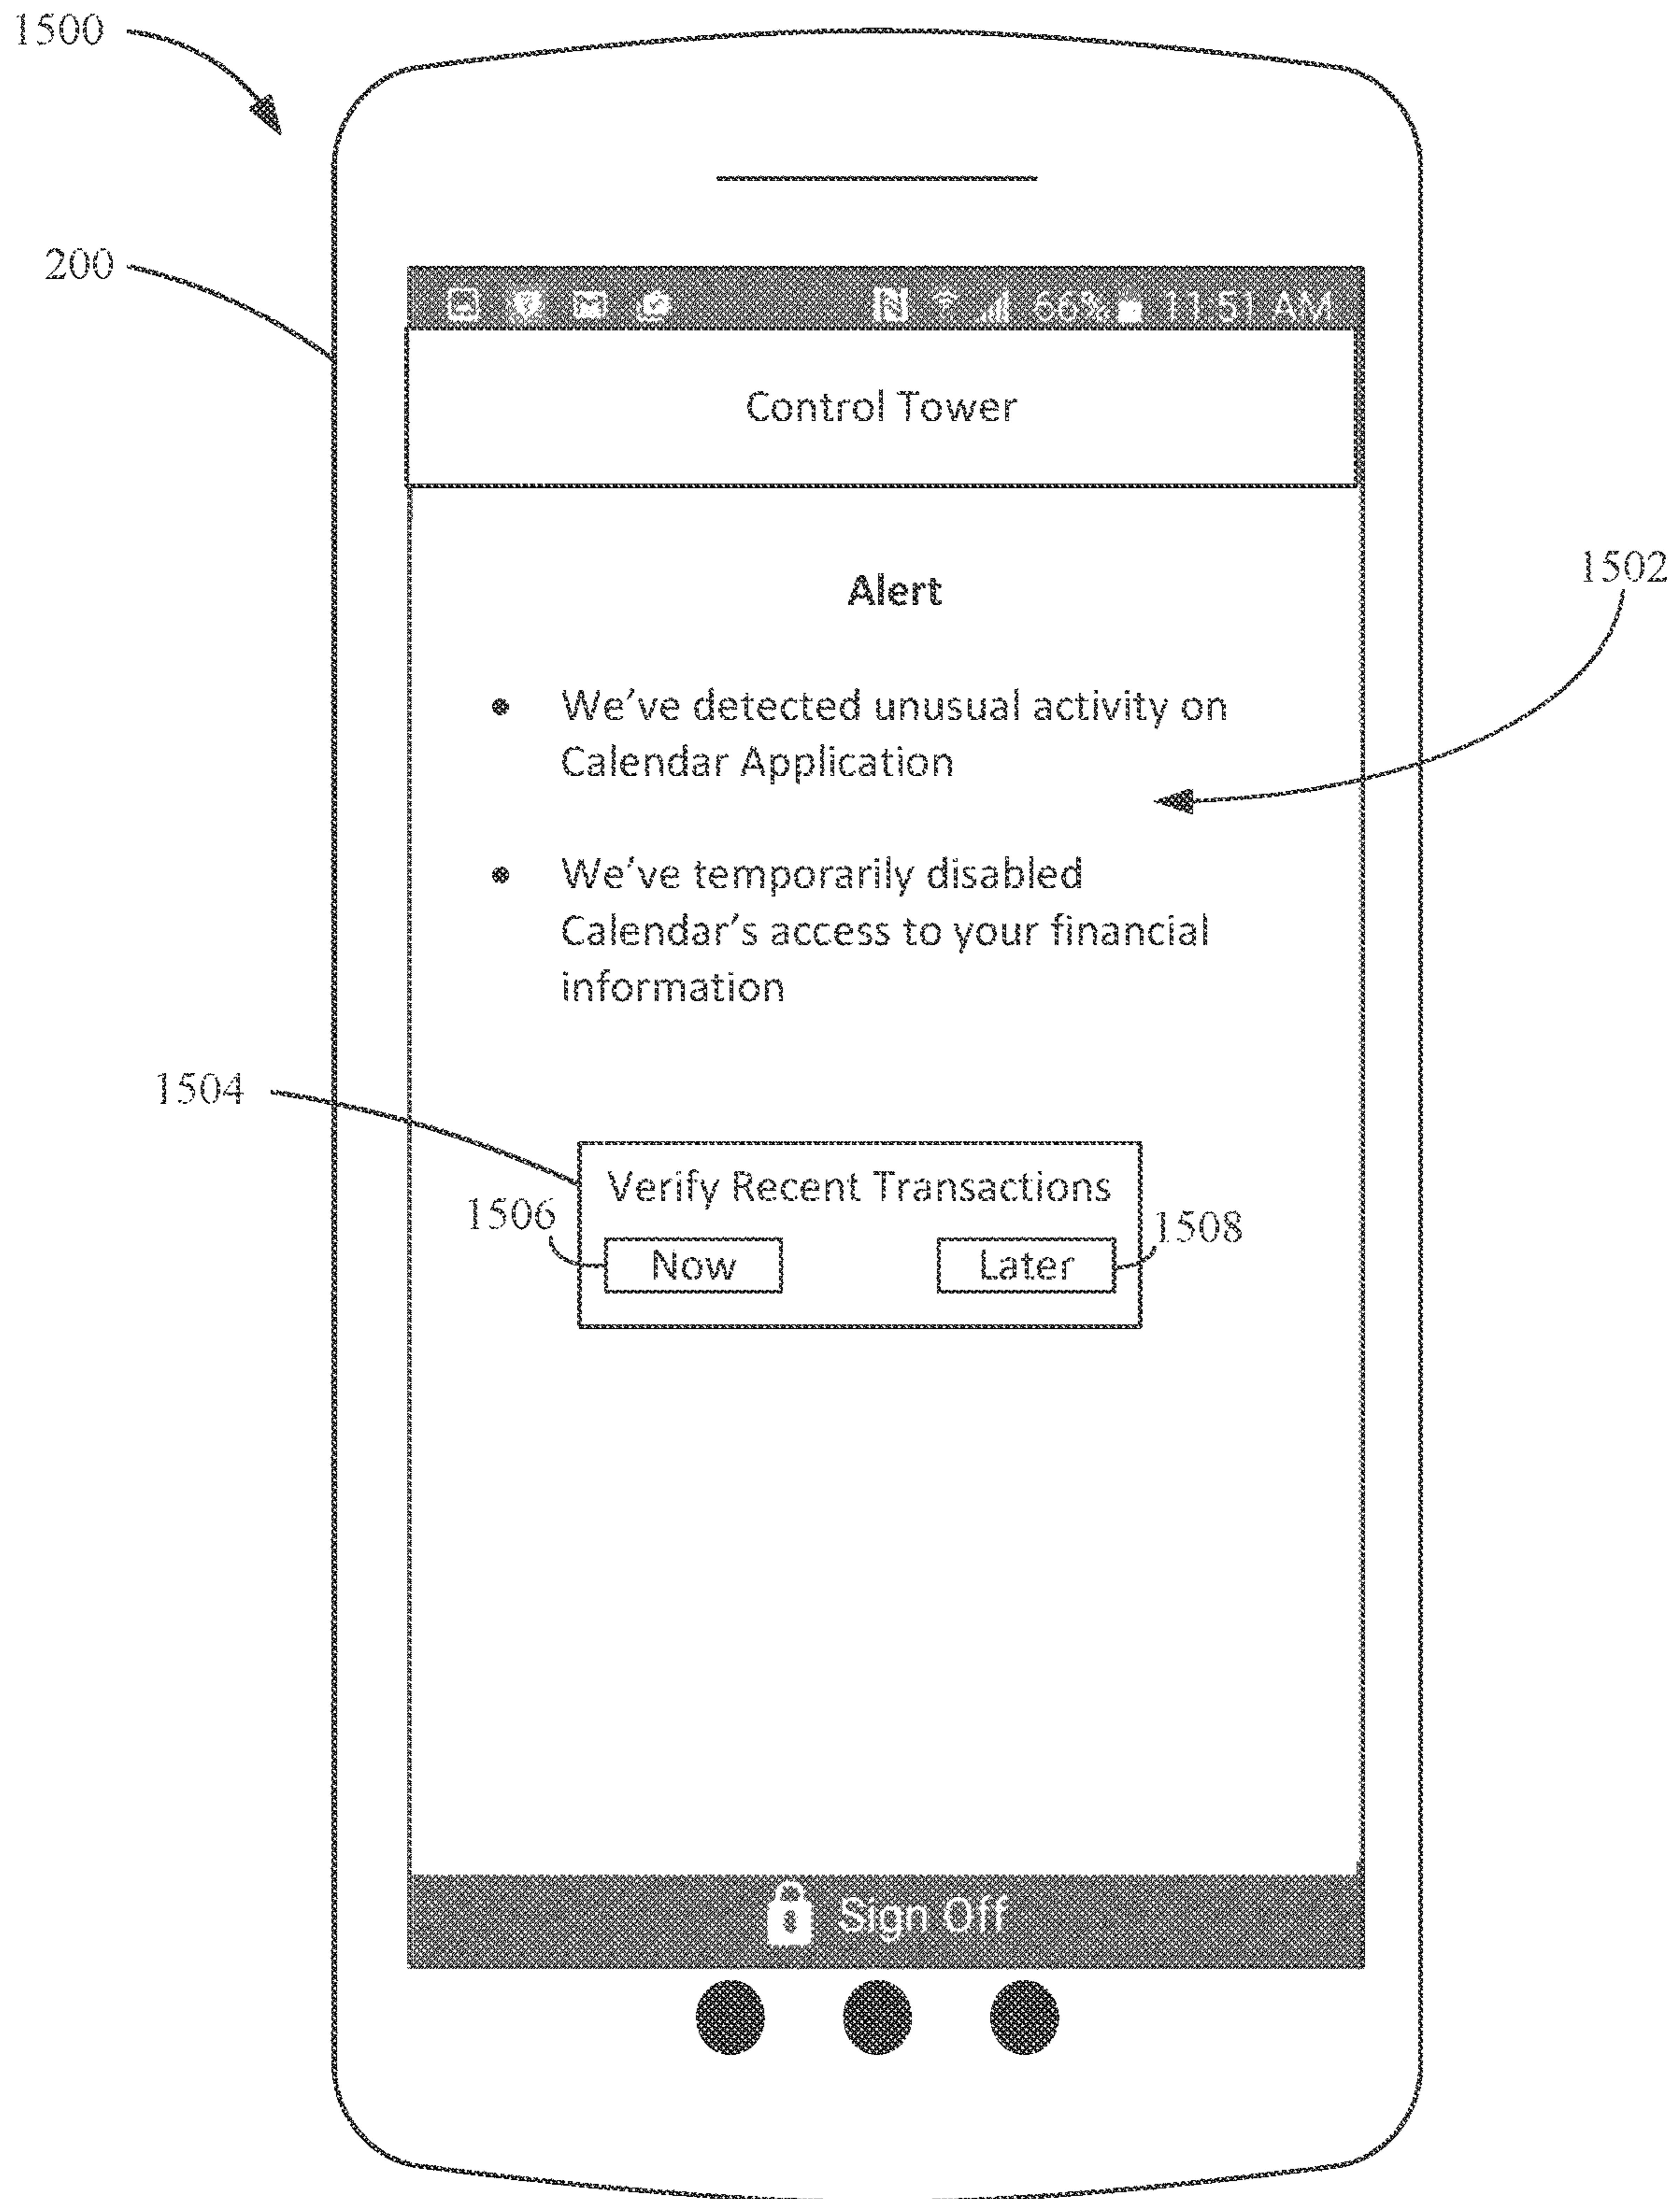 1500
200
66% 11:51 AM
Control Tower
1502
Alert
• We’ve detected unusual activity on
Calendar Application
• We’ve temporarily disabled
Calendar’s access to your financial
information
1504
Verify Recent Transactions
1506
1508
Now Later
Sign Off